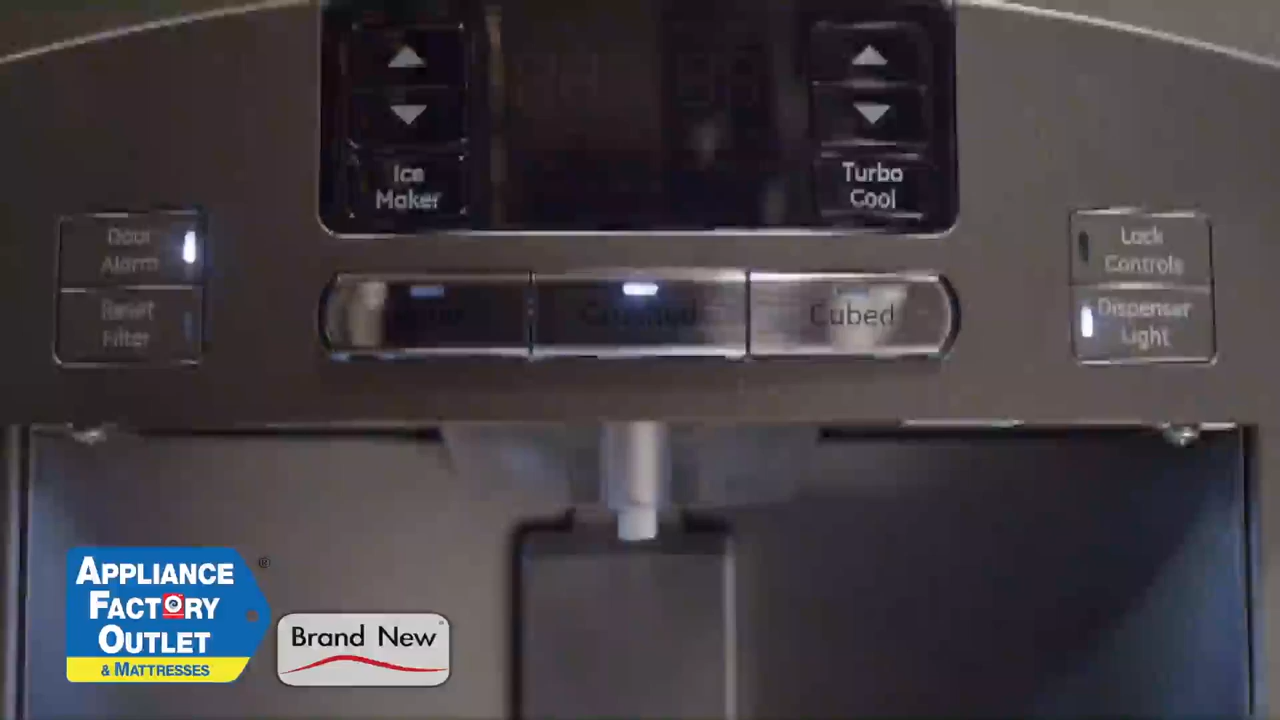 Ice
Maker
Turbo
Cool
Door
Alarm
Reset
Filter
Crushed
Cubed
Lock
Controls
Dispenser
Light
APPLIANCE
FACTORY
OUTLET
& MATTRESSES
®
Brand New